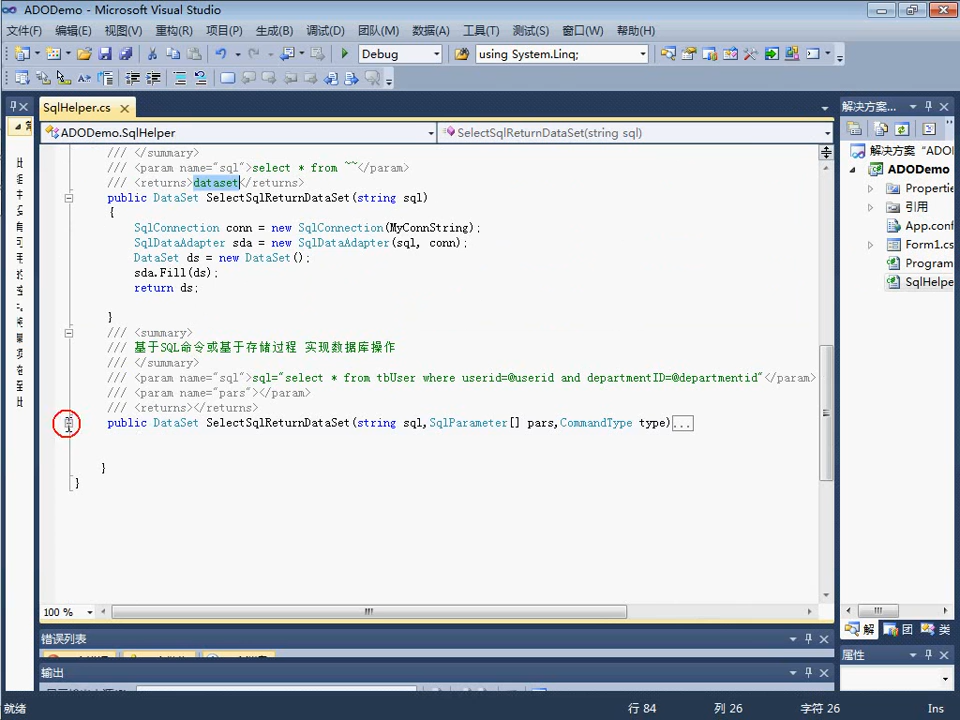 ADODemo - Microsoft Visual Studio
文件(F) 编辑(E) 视图(V) 重构(R) 项目(P) 生成(B) 调试(D) 团队(M) 数据(A) 工具(T) 测试(S) 窗口(W) 帮助(H)
Debug using System.Linq;
SqlHelper.cs
ADODemo.SqlHelper SelectSqlReturnDataSet(string sql)
/// </summary>
/// <param name="sql">select * from ~~</param>
/// <returns>dataset</returns>
public DataSet SelectSqlReturnDataSet(string sql)
{
SqlConnection conn = new SqlConnection(MyConnString);
SqlDataAdapter sda = new SqlDataAdapter(sql, conn);
DataSet ds = new DataSet();
sda.Fill(ds);
return ds;
}
/// <summary>
/// 基于SQL命令或基于存储过程 实现数据库操作
/// </summary>
/// <param name="sql">sql="select * from tbUser where userid=@userid and departmentID=@departmentid"</param>
/// <param name="pars"></param>
/// <returns></returns>
public DataSet SelectSqlReturnDataSet(string sql,SqlParameter[] pars,CommandType type)...
}
}
100 %
错误列表
输出
解决方案...
解决方案 "ADO
ADODemo
Propertie
引用
App.conf
Form1.cs
Program
SqlHelpe
解 团 类
属性
就绪 行 84 列 26 字符 26 Ins